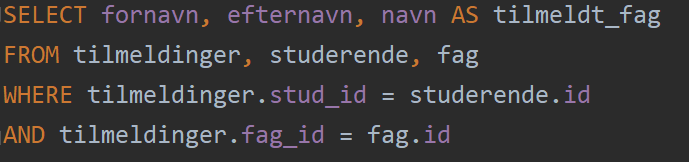 SELECT fornavn, efternavn, navn AS tilmeldt_fag
FROM tilmeldinger, studerende, fag
WHERE tilmeldinger.stud_id = studerende.id
AND tilmeldinger.fag_id = fag.id